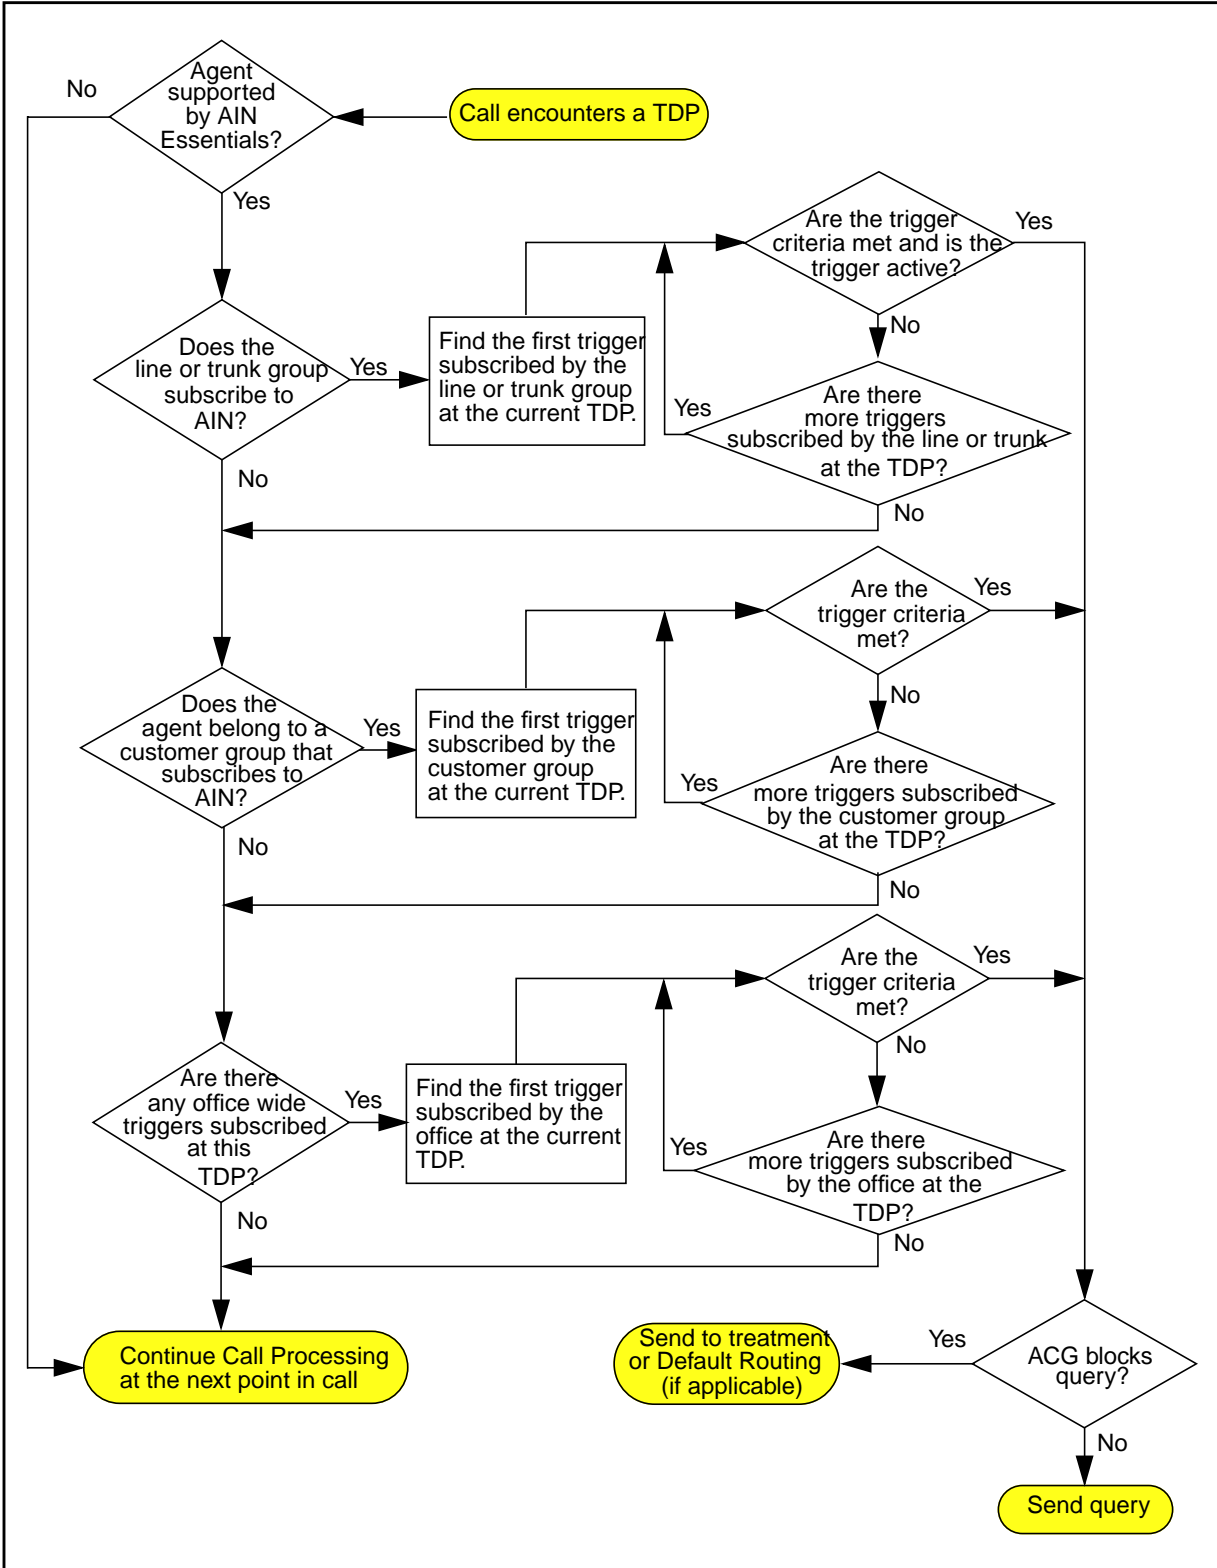 Agent
supported
by AIN
Essentials?
No
Call encounters a TDP
Yes
Are the trigger
criteria met and is the
trigger active?
Yes
No
Does the
line or trunk group
subscribe to
AIN?
Yes
Find the first trigger
subscribed by the
line or trunk group
at the current TDP.
Yes
Are there
more triggers
subscribed by the line or trunk
at the TDP?
No
No
Are the
trigger criteria
met?
Yes
No
Does the
agent belong to a
customer group that
subscribes to
AIN?
Yes
Find the first trigger
subscribed by the
customer group
at the current TDP.
Yes
Are there
more triggers subscribed
by the customer group
at the TDP?
No
No
Are the
trigger criteria
met?
Yes
No
Are there
any office wide
triggers subscribed
at this
TDP?
Yes
Find the first trigger
subscribed by the
office at the current
TDP.
Yes
Are there
more triggers subscribed
by the office at the
TDP?
No
No
Continue Call Processing
at the next point in call
Send to treatment
or Default Routing
(if applicable)
Yes
ACG blocks
query?
No
Send query